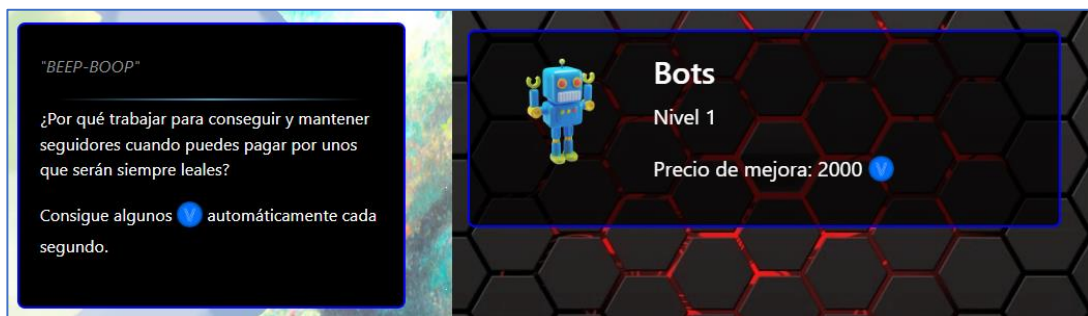 "BEEP-BOOP"
¿Por qué trabajar para conseguir y mantener
seguidores cuando puedes pagar por unos
que serán siempre leales?
Consigue algunos V automáticamente cada
segundo.
Bots
Nivel 1
Precio de mejora: 2000 V